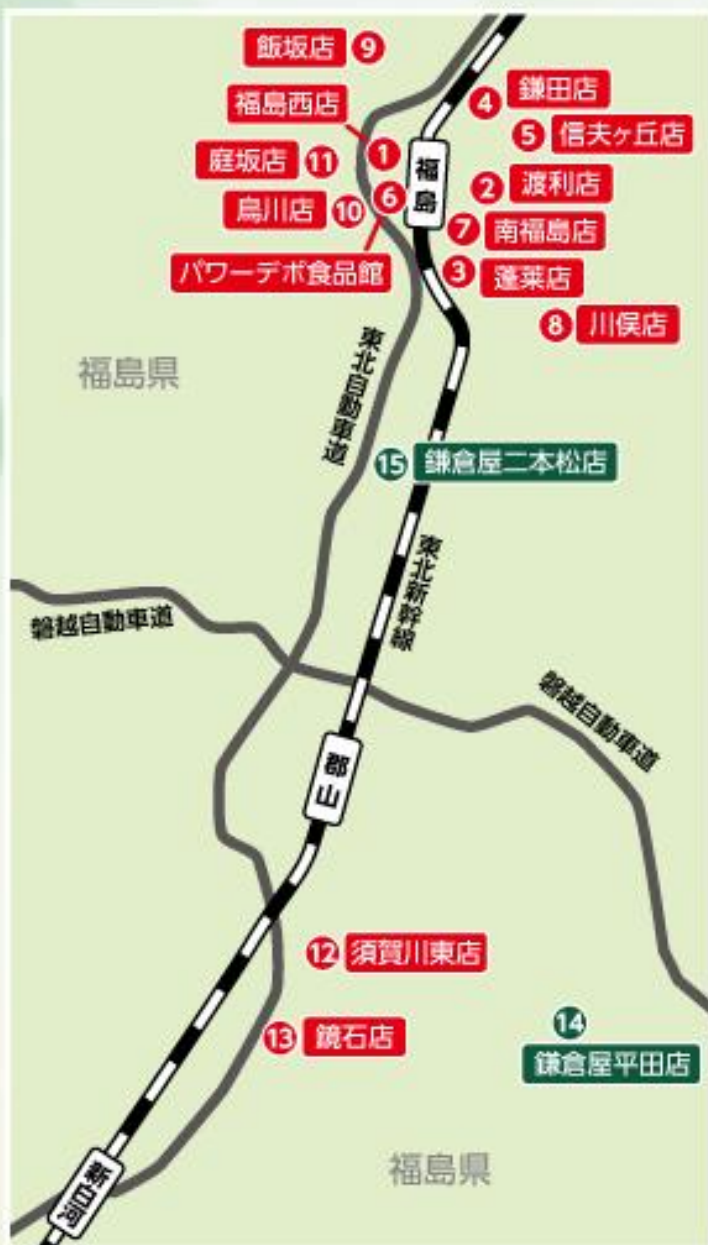 飯坂店 9
福島西店
4 鎌田店
5 信夫ヶ丘店
庭坂店 11
1
福島
2 渡利店
烏川店 10
6
7 南福島店
パワーデポ食品館
3 蓬莱店
8 川俣店
福島県
東北自動車道
15 鎌倉屋二本松店
東北新幹線
磐越自動車道
磐越自動車道
郡山
12 須賀川東店
13 鏡石店
14
鎌倉屋平田店
福島県
新白河